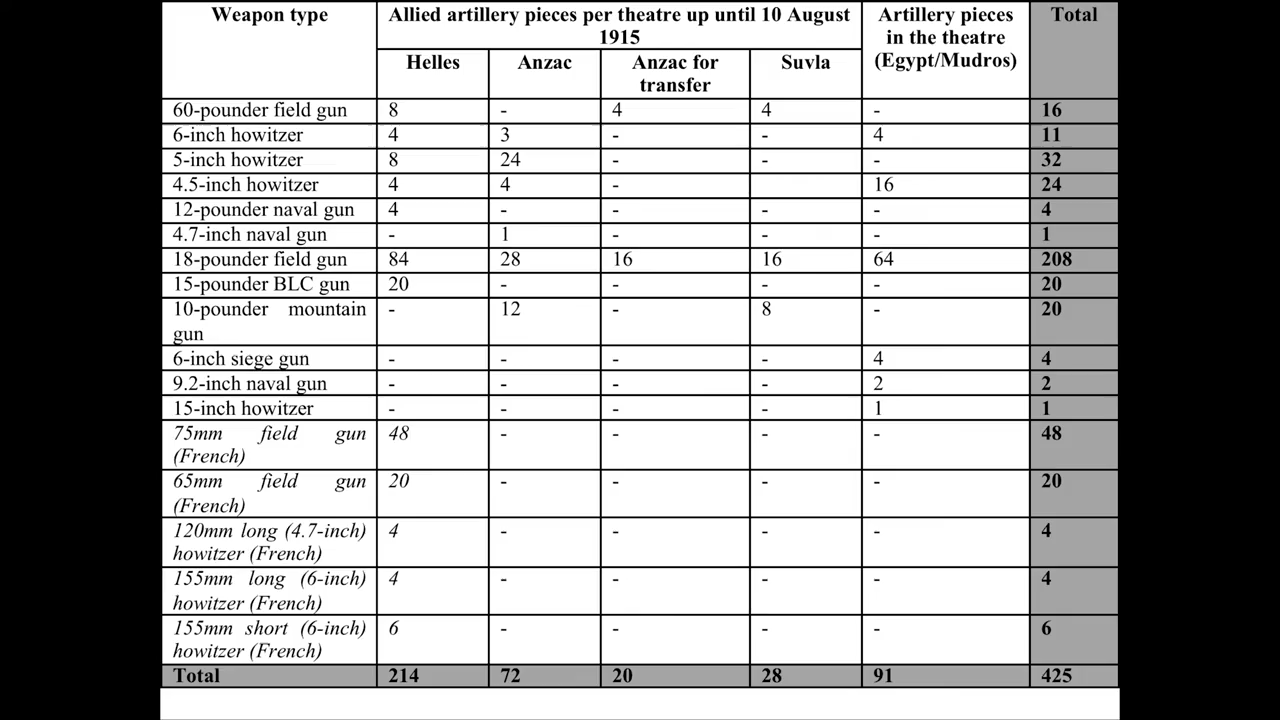 Weapon type Allied artillery pieces per theatre up until 10 August 1915 Artillery pieces in the theatre (Egypt/Mudros) Total
Helles Anzac Anzac for transfer Suvla
60-pounder field gun 8 - 4 4 - 16
6-inch howitzer 4 3 - - 4 11
5-inch howitzer 8 24 - - - 32
4.5-inch howitzer 4 4 - 16 24
12-pounder naval gun 4 - - - - 4
4.7-inch naval gun - 1 - - - 1
18-pounder field gun 84 28 16 16 64 208
15-pounder BLC gun 20 - - - - 20
10-pounder mountain gun - 12 - 8 - 20
6-inch siege gun - - - - 4 4
9.2-inch naval gun - - - - 2 2
15-inch howitzer - - - - 1 1
75mm field gun (French) 48 - - - - 48
65mm field gun (French) 20 - - - - 20
120mm long (4.7-inch) howitzer (French) 4 - - - - 4
155mm long (6-inch) howitzer (French) 4 - - - - 4
155mm short (6-inch) howitzer (French) 6 - - - - 6
Total 214 72 20 28 91 425